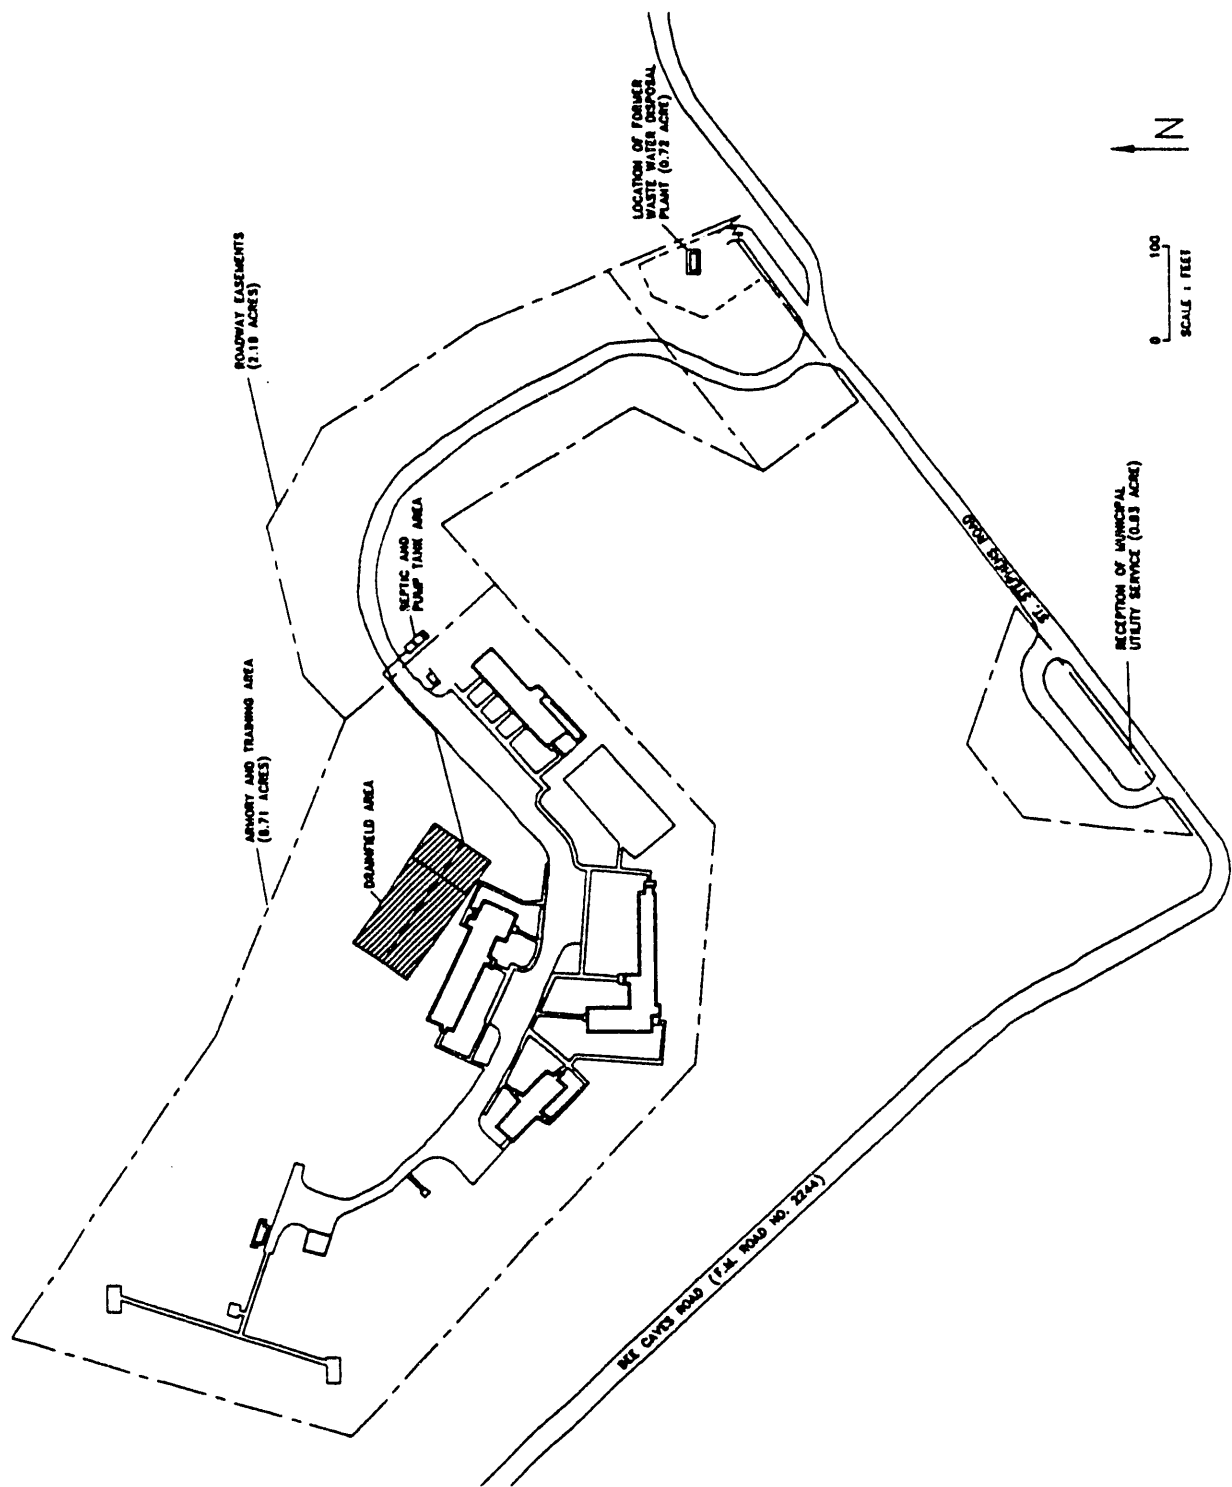 LOCATION OF FORMER
WASTE WATER DISPOSAL
PLANT (0.72 ACRE)
ROADWAY EASEMENTS
(2.18 ACRES)
SEPTIC AND
PUMP TANK AREA
ARMORY AND TRAINING AREA
(8.71 ACRES)
DRAINFIELD AREA
N
0 100
SCALE : FEET
ST. STEPHENS ROAD
RECEPTION OF MUNICIPAL
UTILITY SERVICE (0.83 ACRE)
BEE CAVES ROAD (F.M. ROAD NO. 2244)